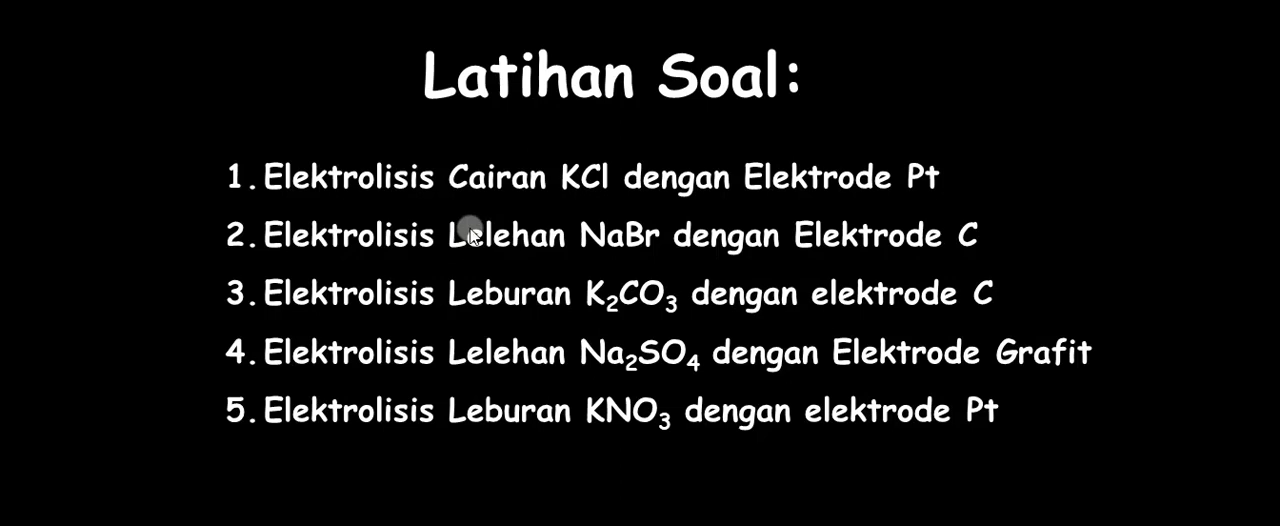 Latihan Soal:
1. Elektrolisis Cairan KCl dengan Elektrode Pt
2. Elektrolisis Lelehan NaBr dengan Elektrode C
3. Elektrolisis Leburan K₂CO₃ dengan elektrode C
4. Elektrolisis Lelehan Na₂SO₄ dengan Elektrode Grafit
5. Elektrolisis Leburan KNO₃ dengan elektrode Pt